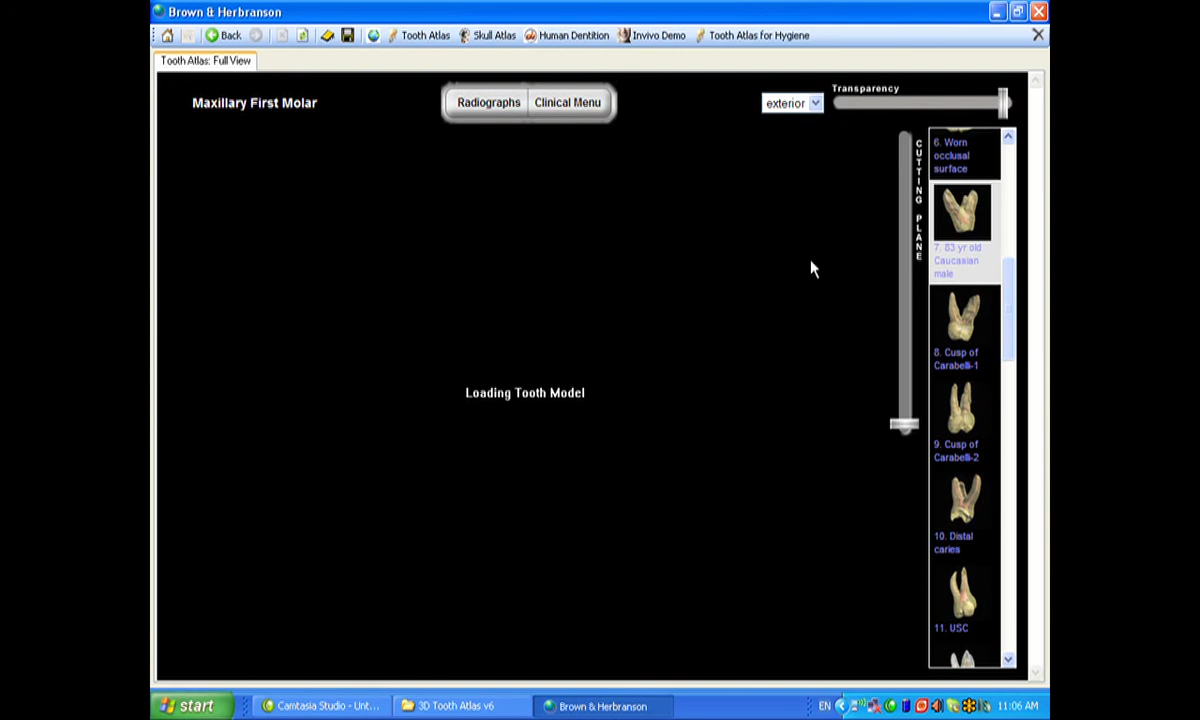 Brown & Herbranson
Back
Tooth Atlas
Skull Atlas
Human Dentition
Invivo Demo
Tooth Atlas for Hygiene
Tooth Atlas: Full View
Maxillary First Molar
Radiographs
Clinical Menu
exterior
Transparency
CUTTING PLANE
6. Worn
occlusal
surface
7. 83 yr old
Caucasian
male
8. Cusp of
Carabelli-1
9. Cusp of
Carabelli-2
10. Distal
caries
11. USC
Loading Tooth Model
start
Camtasia Studio - Unt...
3D Tooth Atlas v6
Brown & Herbranson
EN
11:06 AM